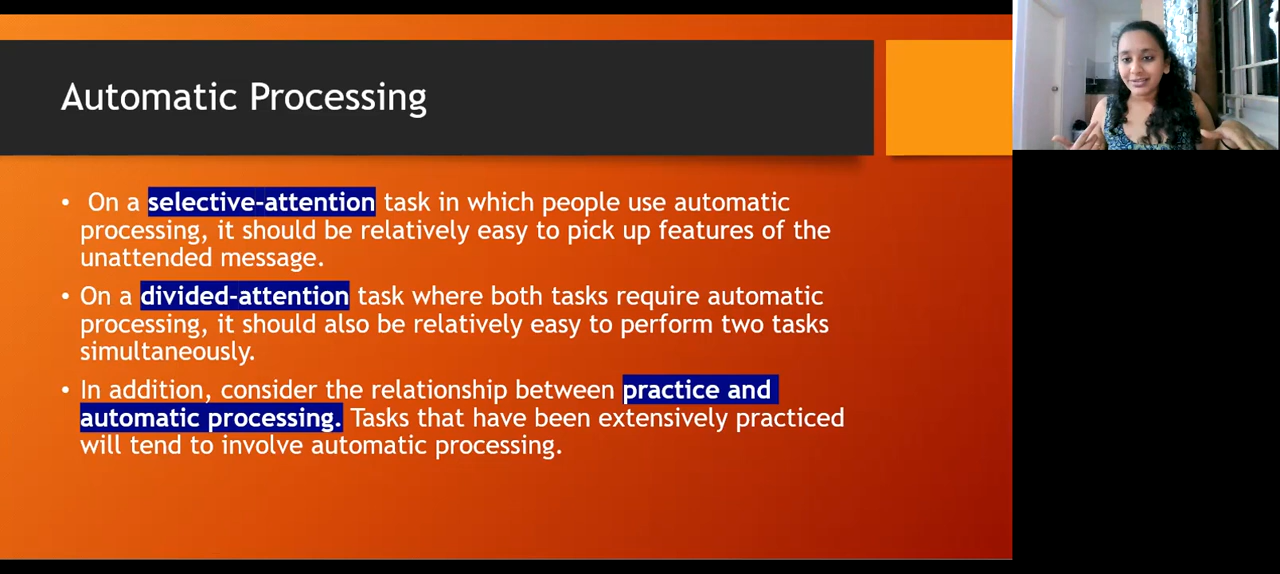 Automatic Processing
• On a selective-attention task in which people use automatic
processing, it should be relatively easy to pick up features of the
unattended message.
• On a divided-attention task where both tasks require automatic
processing, it should also be relatively easy to perform two tasks
simultaneously.
• In addition, consider the relationship between practice and
automatic processing. Tasks that have been extensively practiced
will tend to involve automatic processing.